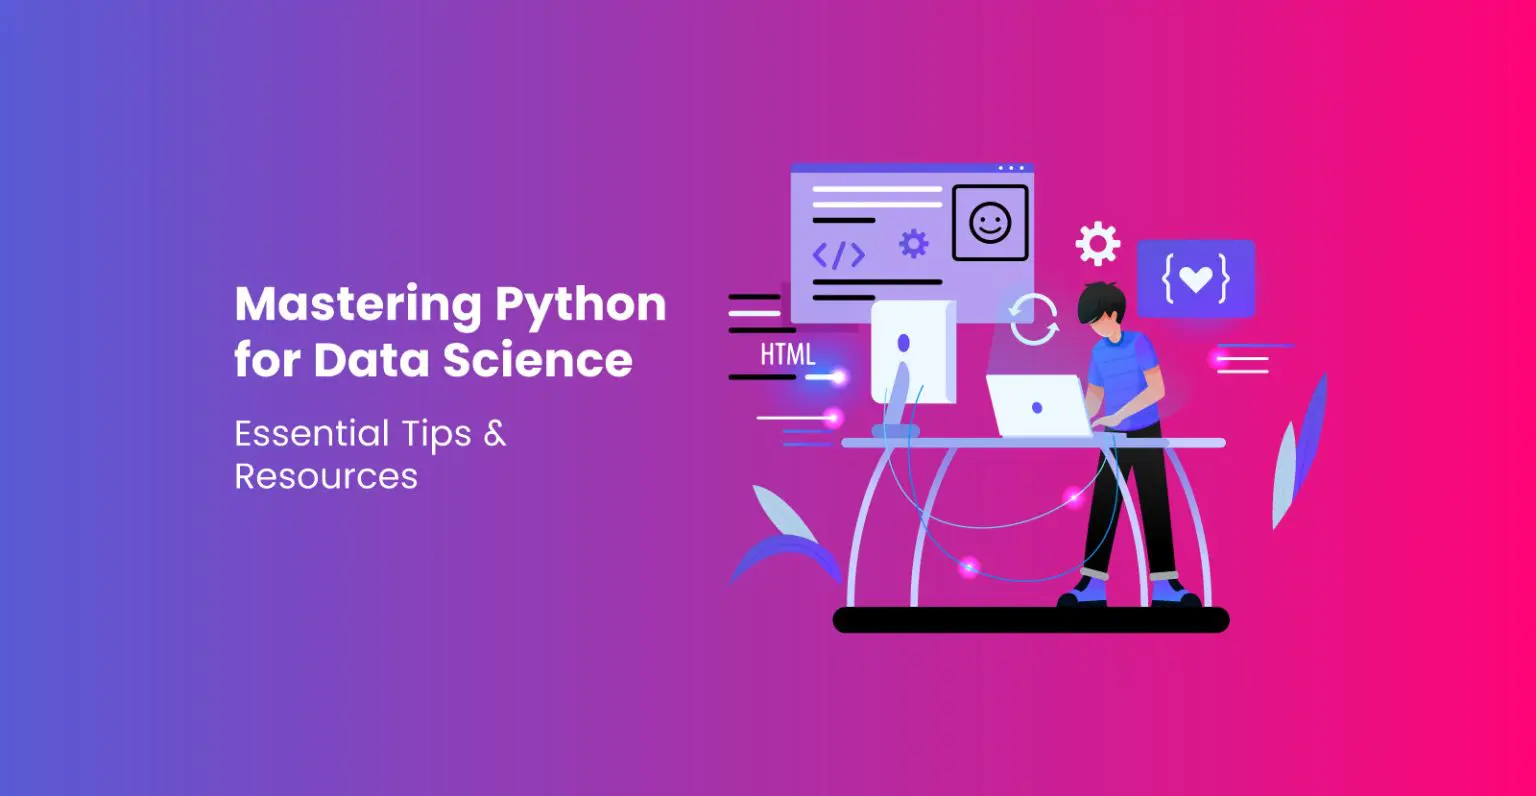 Mastering Python
for Data Science
Essential Tips &
Resources
</>
HTML
{♥}